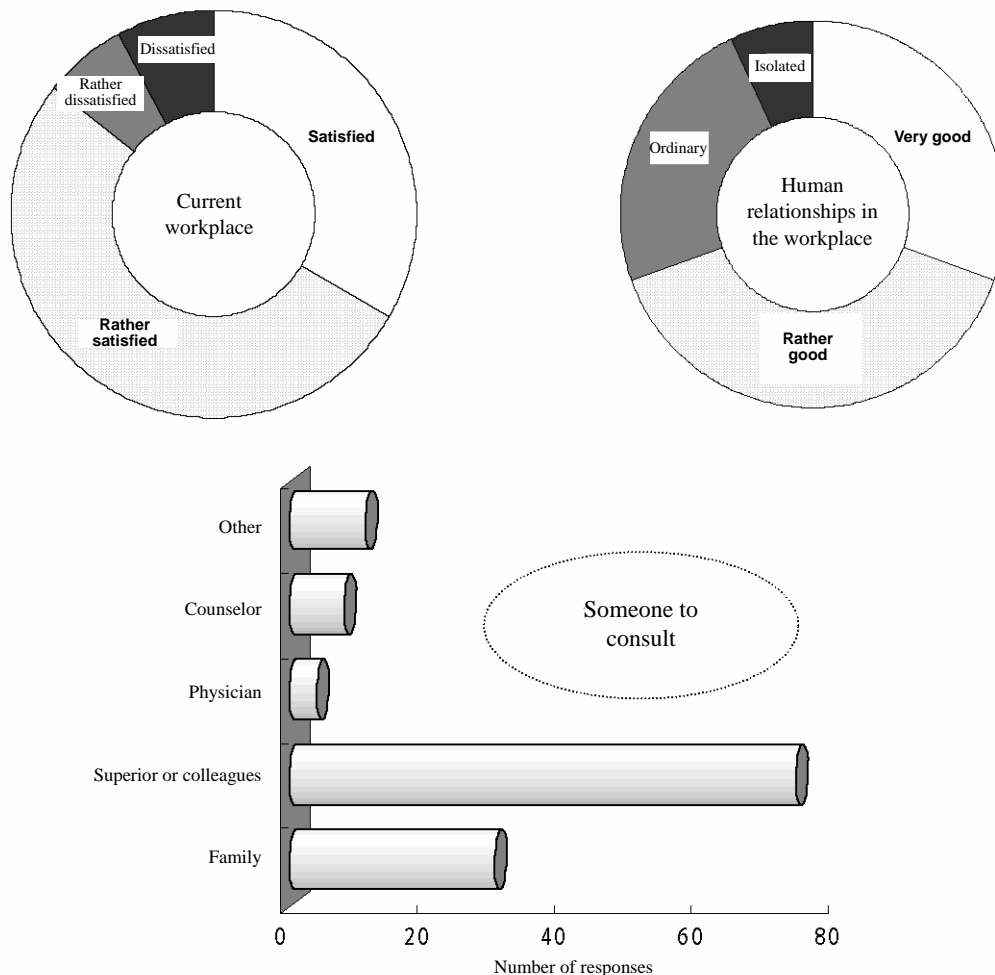 Dissatisfied
Rather
dissatisfied
Satisfied
Current
workplace
Rather
satisfied
Isolated
Very good
Ordinary
Human
relationships in
the workplace
Rather
good
Other
Counselor
Physician
Superior or colleagues
Family
Someone to
consult
0 20 40 60 80
Number of responses